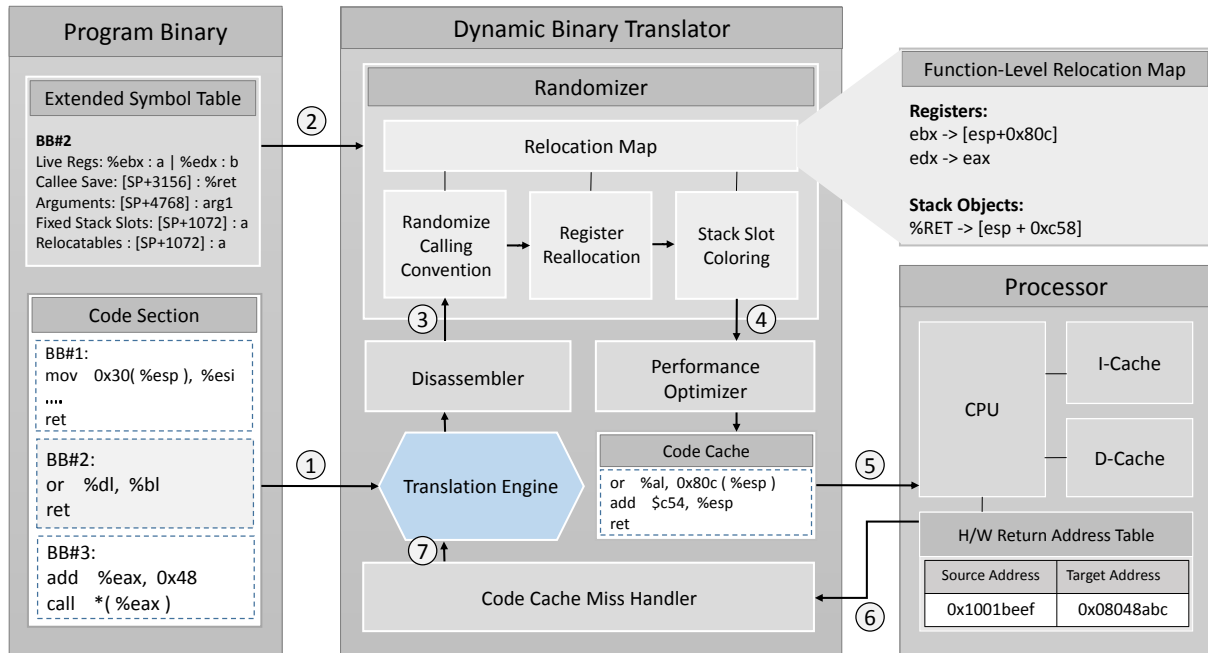 Program Binary
Extended Symbol Table
BB#2
Live Regs: %ebx : a | %edx : b
Callee Save: [SP+3156] : %ret
Arguments: [SP+4768] : arg1
Fixed Stack Slots: [SP+1072] : a
Relocatables : [SP+1072] : a
Code Section
BB#1:
mov 0x30( %esp ), %esi
....
ret
BB#2:
or %dl, %bl
ret
BB#3:
add %eax, 0x48
call *( %eax )
1
2
Dynamic Binary Translator
Randomizer
Relocation Map
Randomize
Calling
Convention
Register
Reallocation
Stack Slot
Coloring
3
4
Disassembler
Performance
Optimizer
Translation Engine
Code Cache
or %al, 0x80c ( %esp )
add $c54, %esp
ret
7
Code Cache Miss Handler
5
6
Function-Level Relocation Map
Registers:
ebx -> [esp+0x80c]
edx -> eax
Stack Objects:
%RET -> [esp + 0xc58]
Processor
CPU
I-Cache
D-Cache
H/W Return Address Table
Source Address Target Address
0x1001beef 0x08048abc